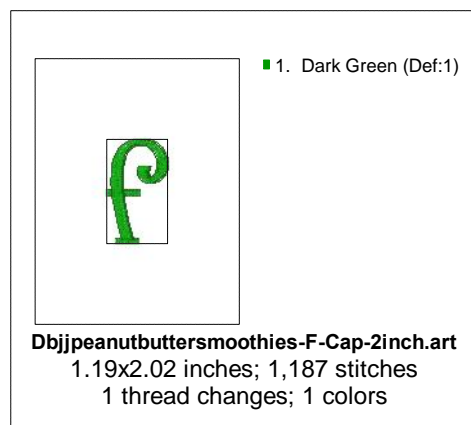 1. Dark Green (Def:1)
f
Dbjjpeanutbuttersmoothies-F-Cap-2inch.art
1.19x2.02 inches; 1,187 stitches
1 thread changes; 1 colors